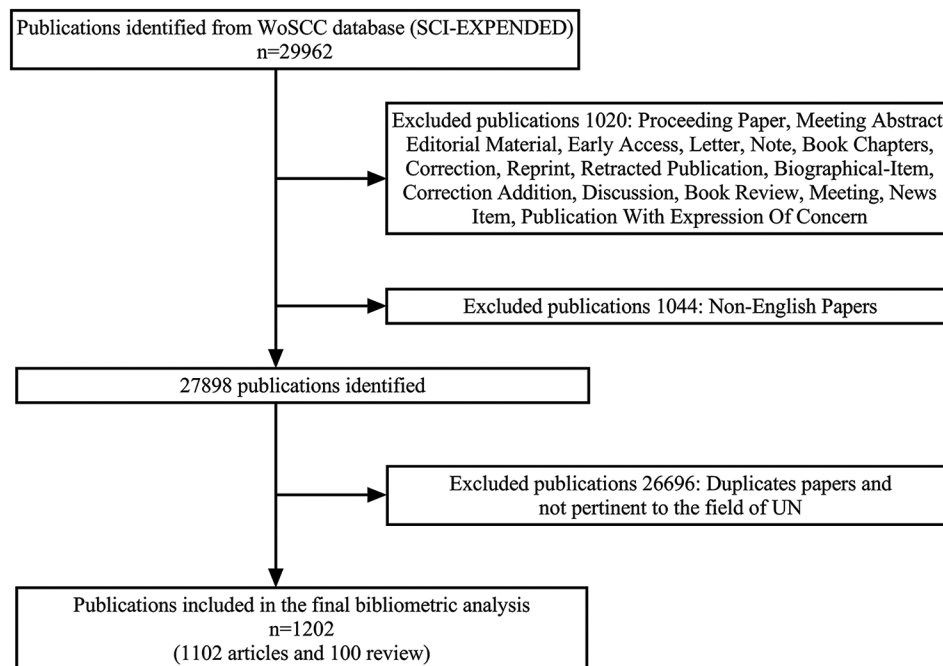 Publications identified from WoSCC database (SCI-EXPENDED)
n=29962
Excluded publications 1020: Proceeding Paper, Meeting Abstract
Editorial Material, Early Access, Letter, Note, Book Chapters,
Correction, Reprint, Retracted Publication, Biographical-Item,
Correction Addition, Discussion, Book Review, Meeting, News
Item, Publication With Expression Of Concern
Excluded publications 1044: Non-English Papers
27898 publications identified
Excluded publications 26696: Duplicates papers and
not pertinent to the field of UN
Publications included in the final bibliometric analysis
n=1202
(1102 articles and 100 review)